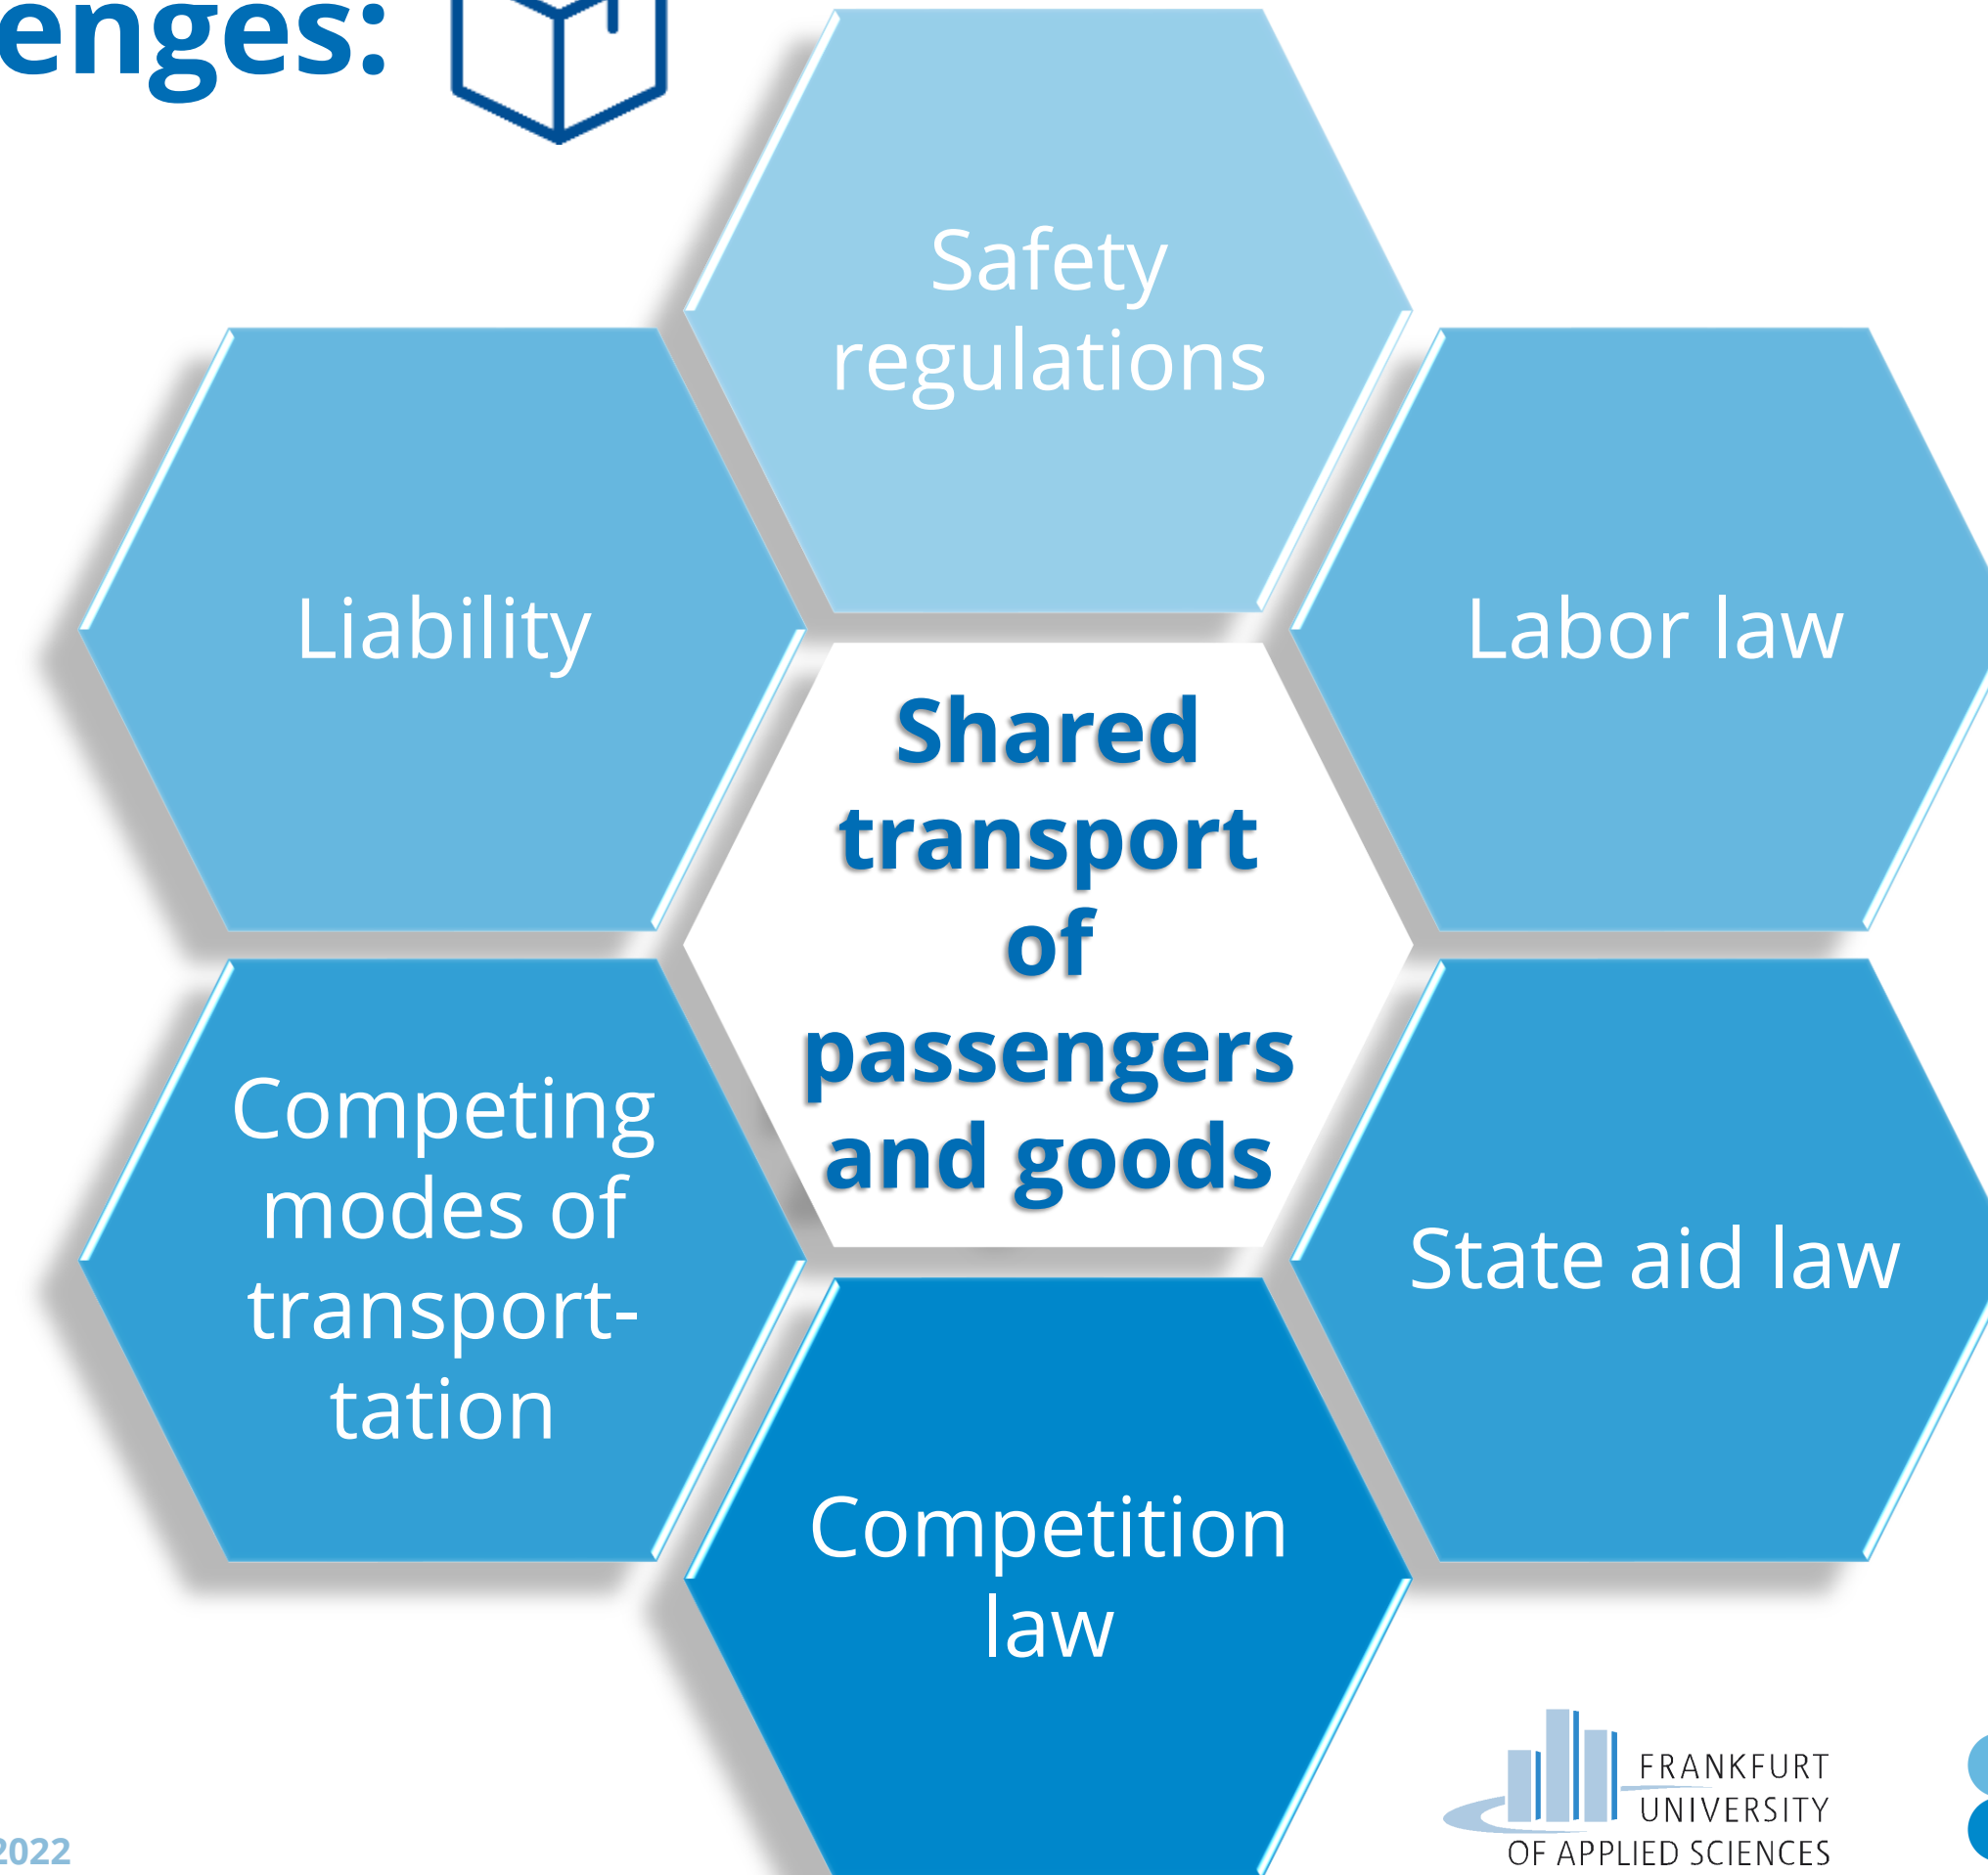 enges:
Safety
regulations
Liability
Labor law
Shared
transport
of
passengers
and goods
Competing
modes of
transport-
tation
State aid law
Competition
law
FRANKFURT
UNIVERSITY
OF APPLIED SCIENCES
2022